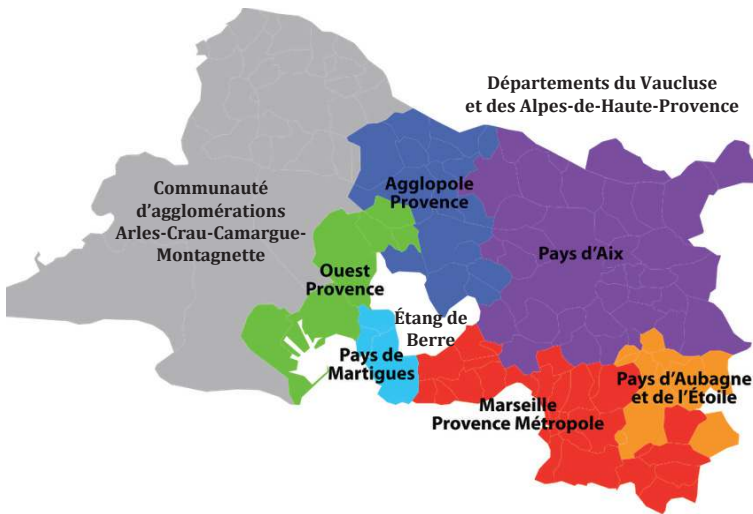 Départements du Vaucluse
et des Alpes-de-Haute-Provence
Agglopole
Provence
Communauté
d’agglomérations
Arles-Crau-Camargue-
Montagnette
Pays d’Aix
Ouest
Provence
Étang de
Berre
Pays de
Martigues
Pays d’Aubagne
et de l’Étoile
Marseille
Provence Métropole